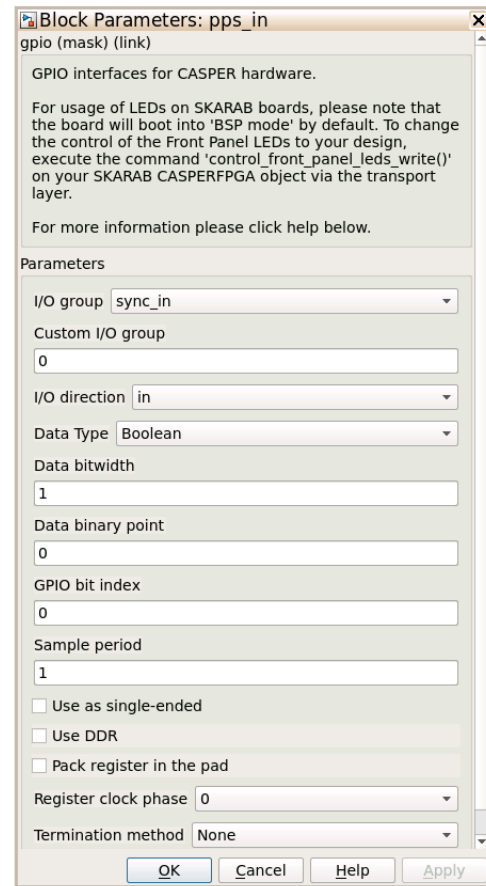 Block Parameters: pps_in
gpio (mask) (link)
GPIO interfaces for CASPER hardware.
For usage of LEDs on SKARAB boards, please note that
the board will boot into 'BSP mode' by default. To change
the control of the Front Panel LEDs to your design,
execute the command 'control_front_panel_leds_write()'
on your SKARAB CASPERFPGA object via the transport
layer.
For more information please click help below.
Parameters
I/O group sync_in
Custom I/O group
0
I/O direction in
Data Type Boolean
Data bitwidth
1
Data binary point
0
GPIO bit index
0
Sample period
1
Use as single-ended
Use DDR
Pack register in the pad
Register clock phase 0
Termination method None
OK Cancel Help Apply